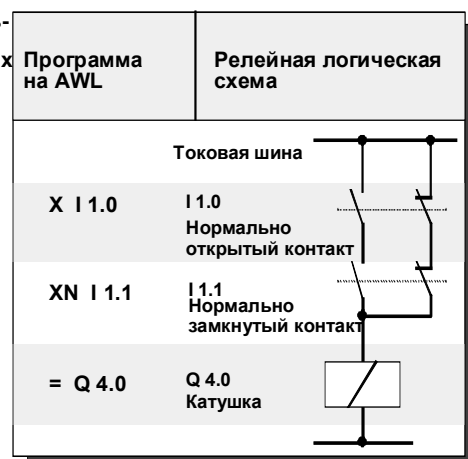 ь-
х
Программа на AWL
Релейная логическая схема
Токовая шина
X I 1.0
I 1.0
Нормально
открытый контакт
XN I 1.1
I 1.1
Нормально
замкнутый контакт
= Q 4.0
Q 4.0
Катушка